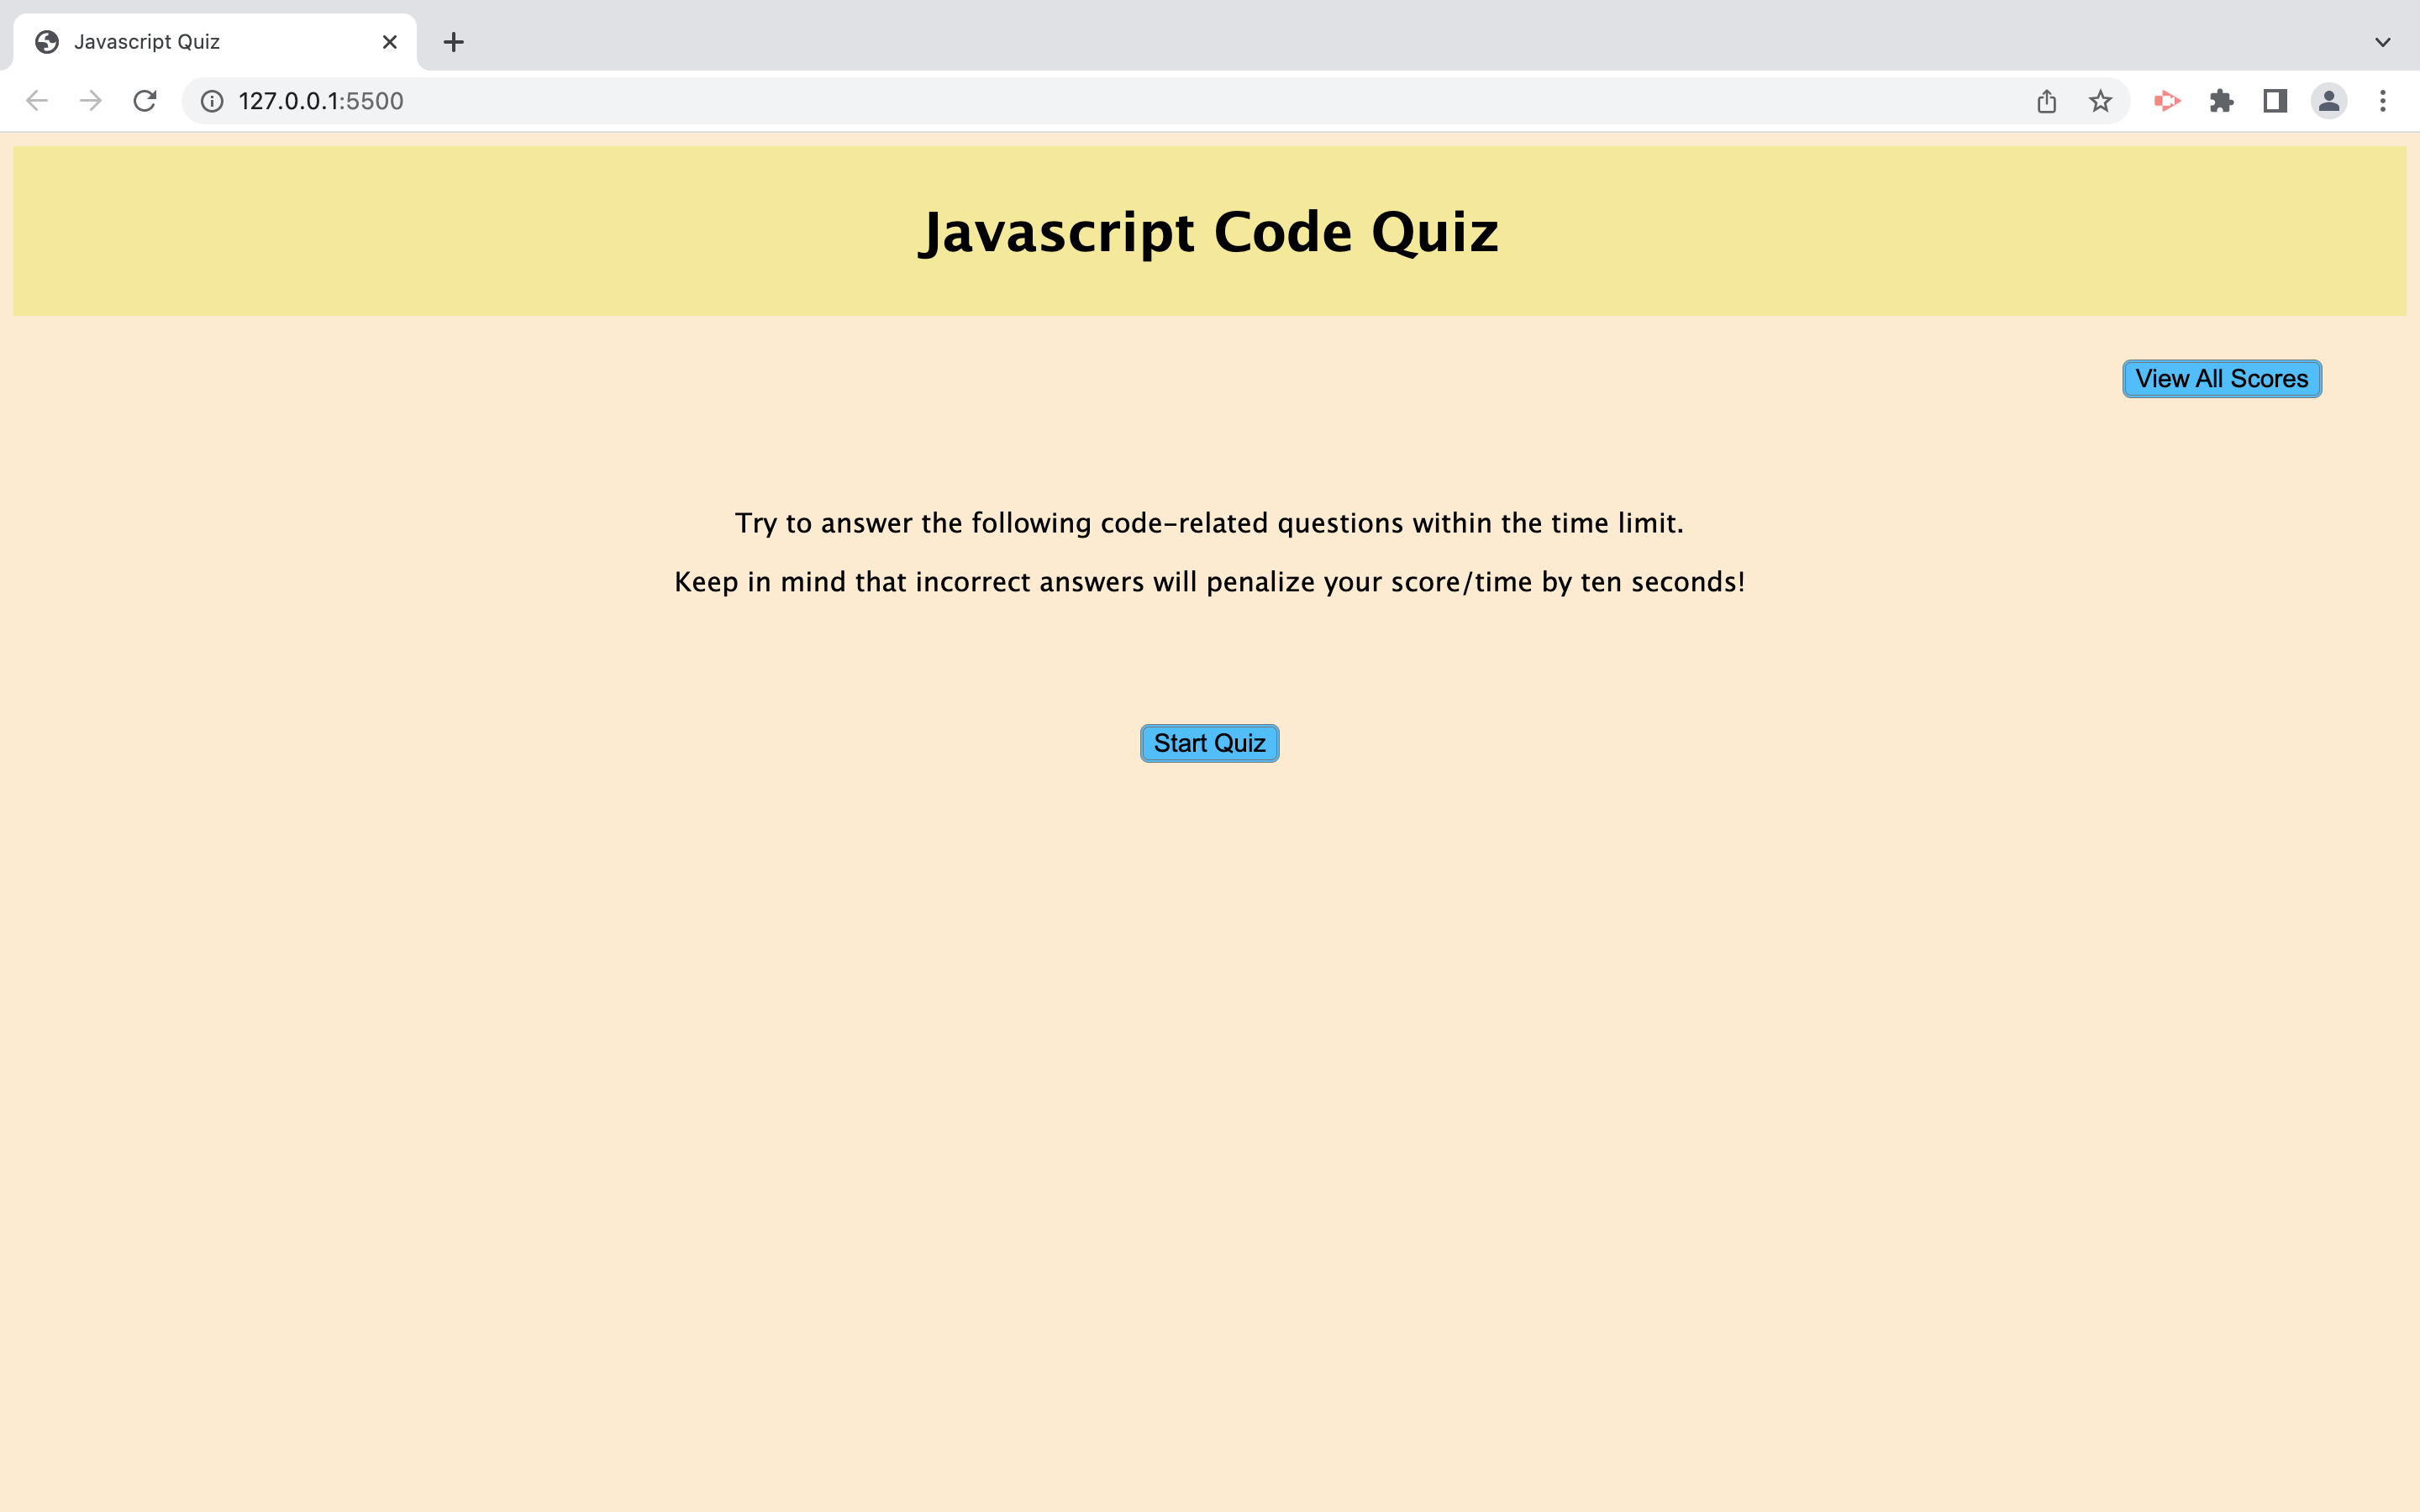 Javascript Quiz
127.0.0.1:5500
Javascript Code Quiz
View All Scores
Try to answer the following code-related questions within the time limit.
Keep in mind that incorrect answers will penalize your score/time by ten seconds!
Start Quiz